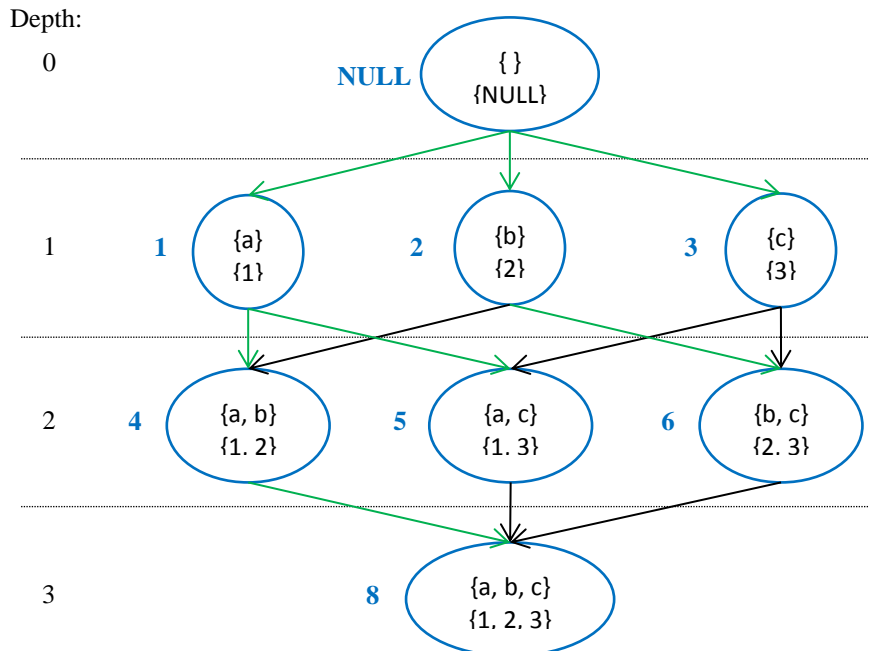 Depth:
0
NULL
{ }
{NULL}
1
1
{a}
{1}
2
{b}
{2}
3
{c}
{3}
2
4
{a, b}
{1, 2}
5
{a, c}
{1, 3}
6
{b, c}
{2, 3}
3
8
{a, b, c}
{1, 2, 3}